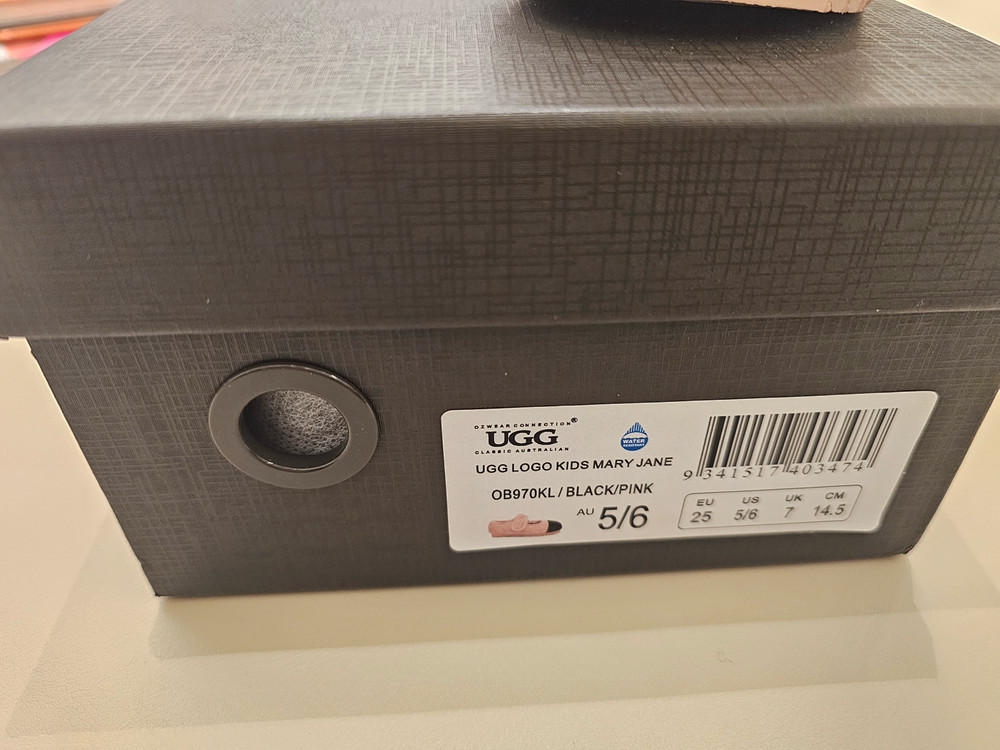 OZWEAR CONNECTION®
UGG
CLASSIC AUSTRALIAN
WATER
RESISTANT
UGG LOGO KIDS MARY JANE
OB970KL / BLACK/PINK
AU 5/6
9 341517 403474
EU US UK CM
25 5/6 7 14.5